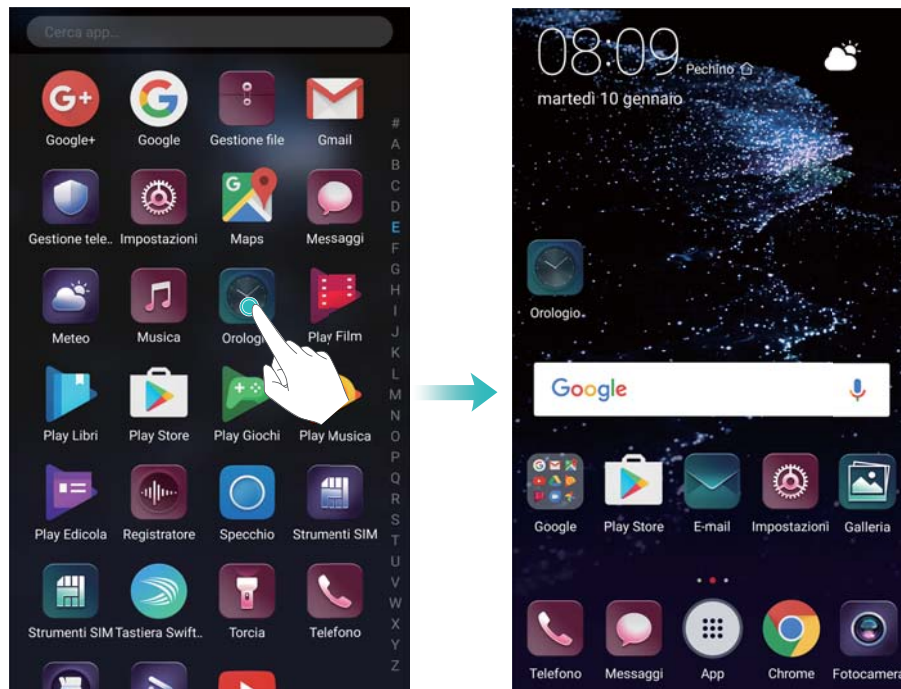 Cerca app...
G+
G
Google+ Google Gestione file Gmail
G
Gestione tele.. Impostazioni Maps Messaggi
Meteo Musica Orologi Play Film
Play Libri Play Store Play Giochi Play Musica
Play Edicola Registratore Specchio Strumenti SIM
Strumenti SIM Tastiera Swift.. Torcia Telefono
#
A
B
C
D
E
F
G
H
I
J
K
L
M
N
O
P
Q
R
S
T
U
V
W
X
Y
Z
08:09
Pechino
martedì 10 gennaio
Orologio
Google
Google Play Store E-mail Impostazioni Galleria
Telefono Messaggi App Chrome Fotocamera